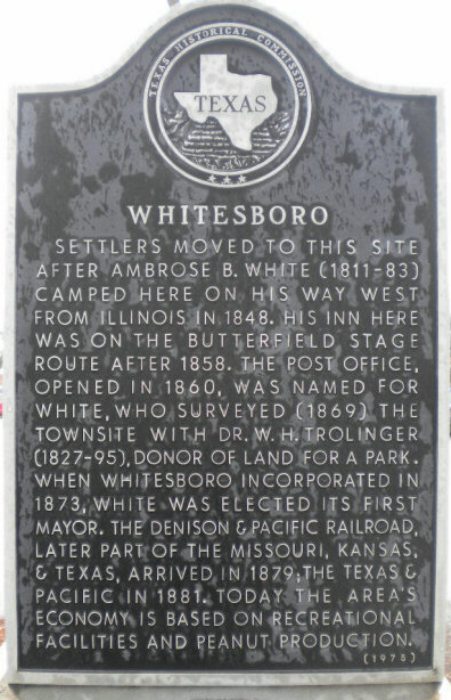 TEXAS HISTORICAL COMMISSION
TEXAS
WHITESBORO
SETTLERS MOVED TO THIS SITE
AFTER AMBROSE B. WHITE (1811-83)
CAMPED HERE ON HIS WAY WEST
FROM ILLINOIS IN 1848. HIS INN HERE
WAS ON THE BUTTERFIELD STAGE
ROUTE AFTER 1858. THE POST OFFICE,
OPENED IN 1860, WAS NAMED FOR
WHITE, WHO SURVEYED (1869) THE
TOWNSITE WITH DR. W. H. TROLINGER
(1827-95), DONOR OF LAND FOR A PARK.
WHEN WHITESBORO INCORPORATED IN
1873, WHITE WAS ELECTED ITS FIRST
MAYOR. THE DENISON & PACIFIC RAILROAD,
LATER PART OF THE MISSOURI, KANSAS,
& TEXAS, ARRIVED IN 1879; THE TEXAS &
PACIFIC IN 1881. TODAY THE AREA'S
ECONOMY IS BASED ON RECREATIONAL
FACILITIES AND PEANUT PRODUCTION.